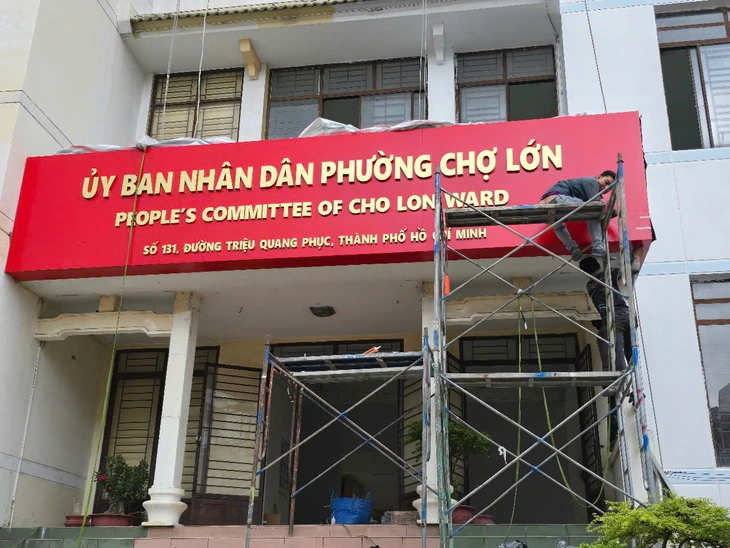 ỦY BAN NHÂN DÂN PHƯỜNG CHỢ LỚN
PEOPLE'S COMMITTEE OF CHO LON WARD
SỐ 131, ĐƯỜNG TRIỆU QUANG PHỤC, THÀNH PHỐ HỒ CHÍ MINH